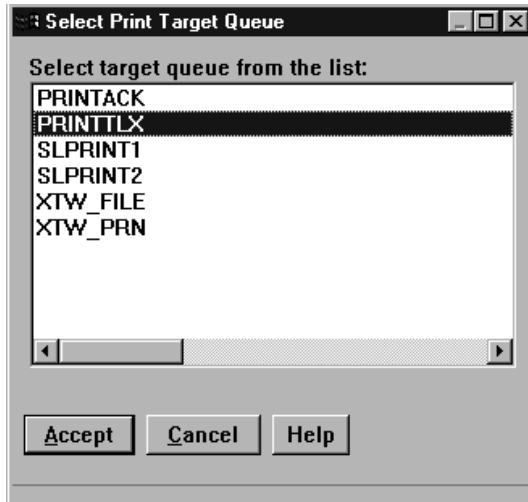 Select Print Target Queue
Select target queue from the list:
PRINTACK
PRINTTLX
SLPRINT1
SLPRINT2
XTW_FILE
XTW_PRN
Accept Cancel Help